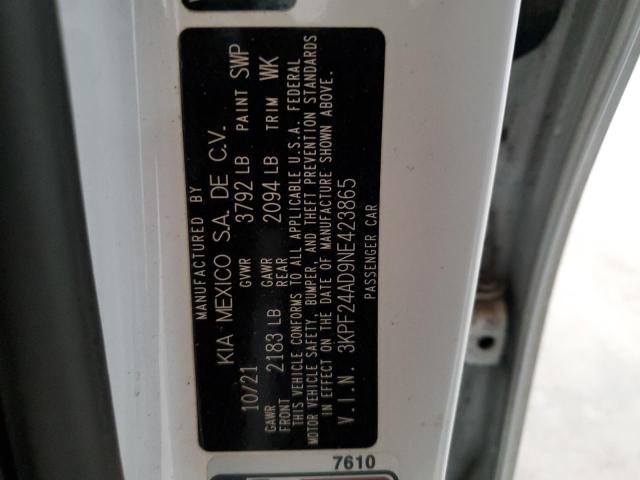 MANUFACTURED BY
KIA MEXICO S.A. DE C.V.
10/21 GVWR 3792 LB PAINT SWP
GAWR FRONT 2183 LB GAWR REAR 2094 LB TRIM WK
THIS VEHICLE CONFORMS TO ALL APPLICABLE U.S.A. FEDERAL
MOTOR VEHICLE SAFETY, BUMPER, AND THEFT PREVENTION STANDARDS
IN EFFECT ON THE DATE OF MANUFACTURE SHOWN ABOVE.
V.I.N. 3KPF24AD9NE423865
PASSENGER CAR
7610